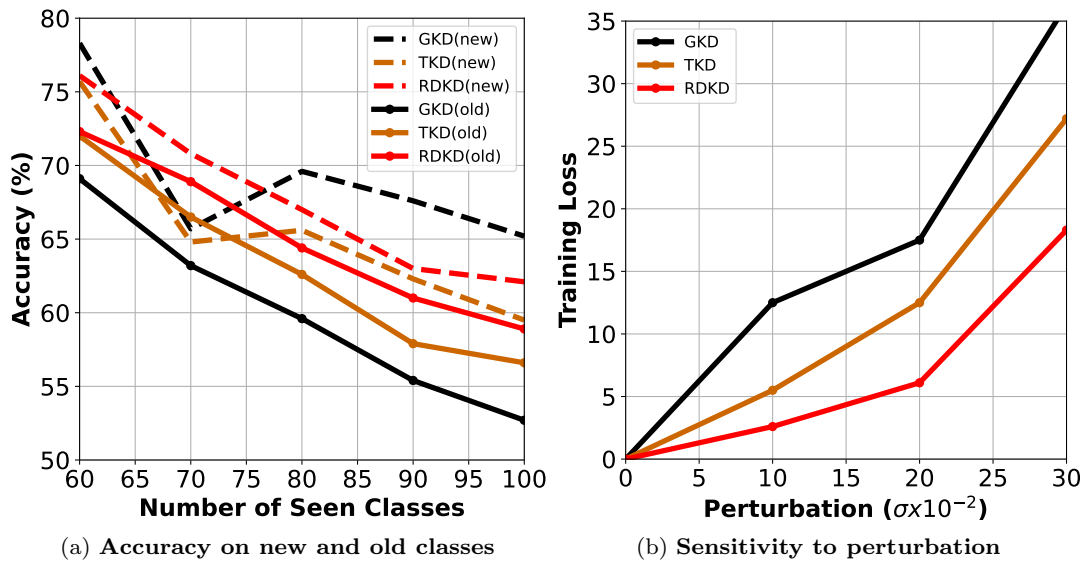 80
75
70
65
60
55
50
60
65
70
75
80
85
90
95
100
Accuracy (%)
Number of Seen Classes
GKD(new)
TKD(new)
RDKD(new)
GKD(old)
TKD(old)
RDKD(old)
(a) Accuracy on new and old classes
35
30
25
20
15
10
5
0
0
5
10
15
20
25
30
Training Loss
Perturbation (σx10⁻²)
GKD
TKD
RDKD
(b) Sensitivity to perturbation